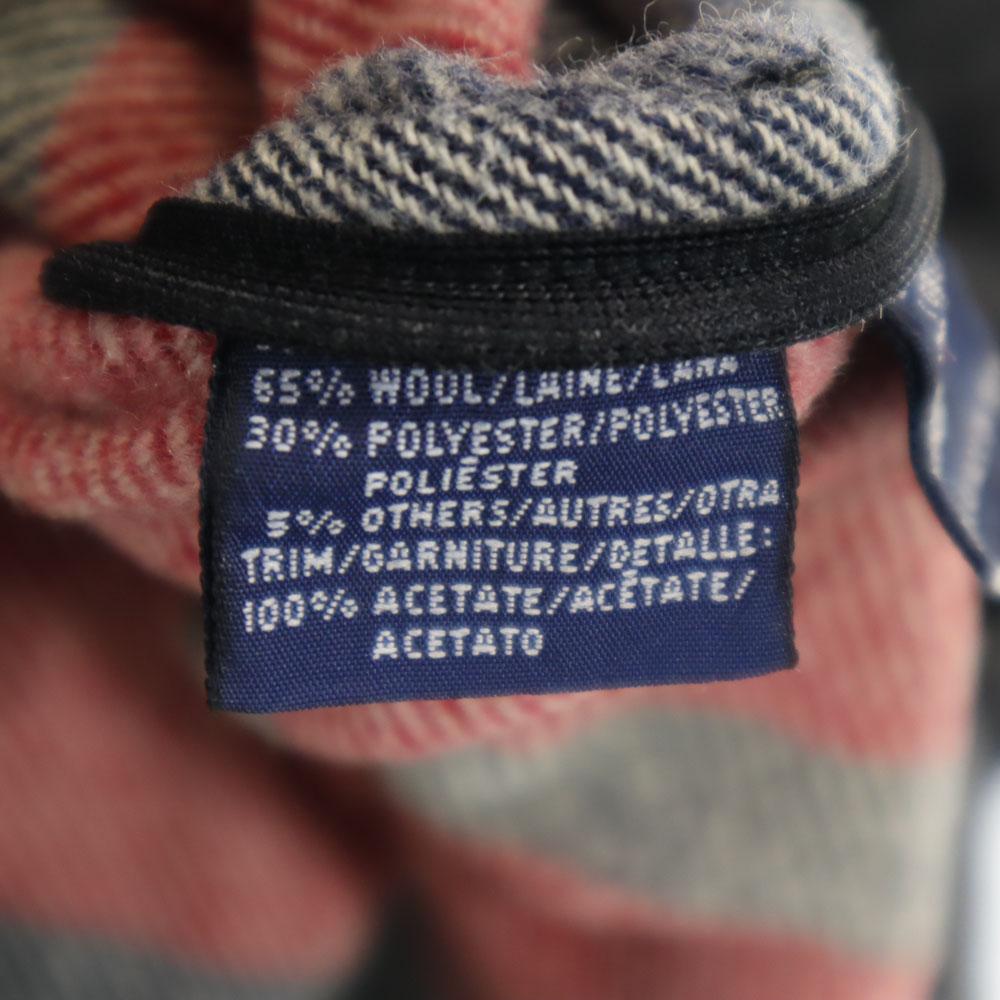 65% WOOL/LAINE/LANA
30% POLYESTER/POLYESTER
POLIÉSTER
5% OTHERS/AUTRES/OTRA
TRIM/GARNITURE/DETALLE:
100% ACETATE/ACÉTATE/
ACETATO